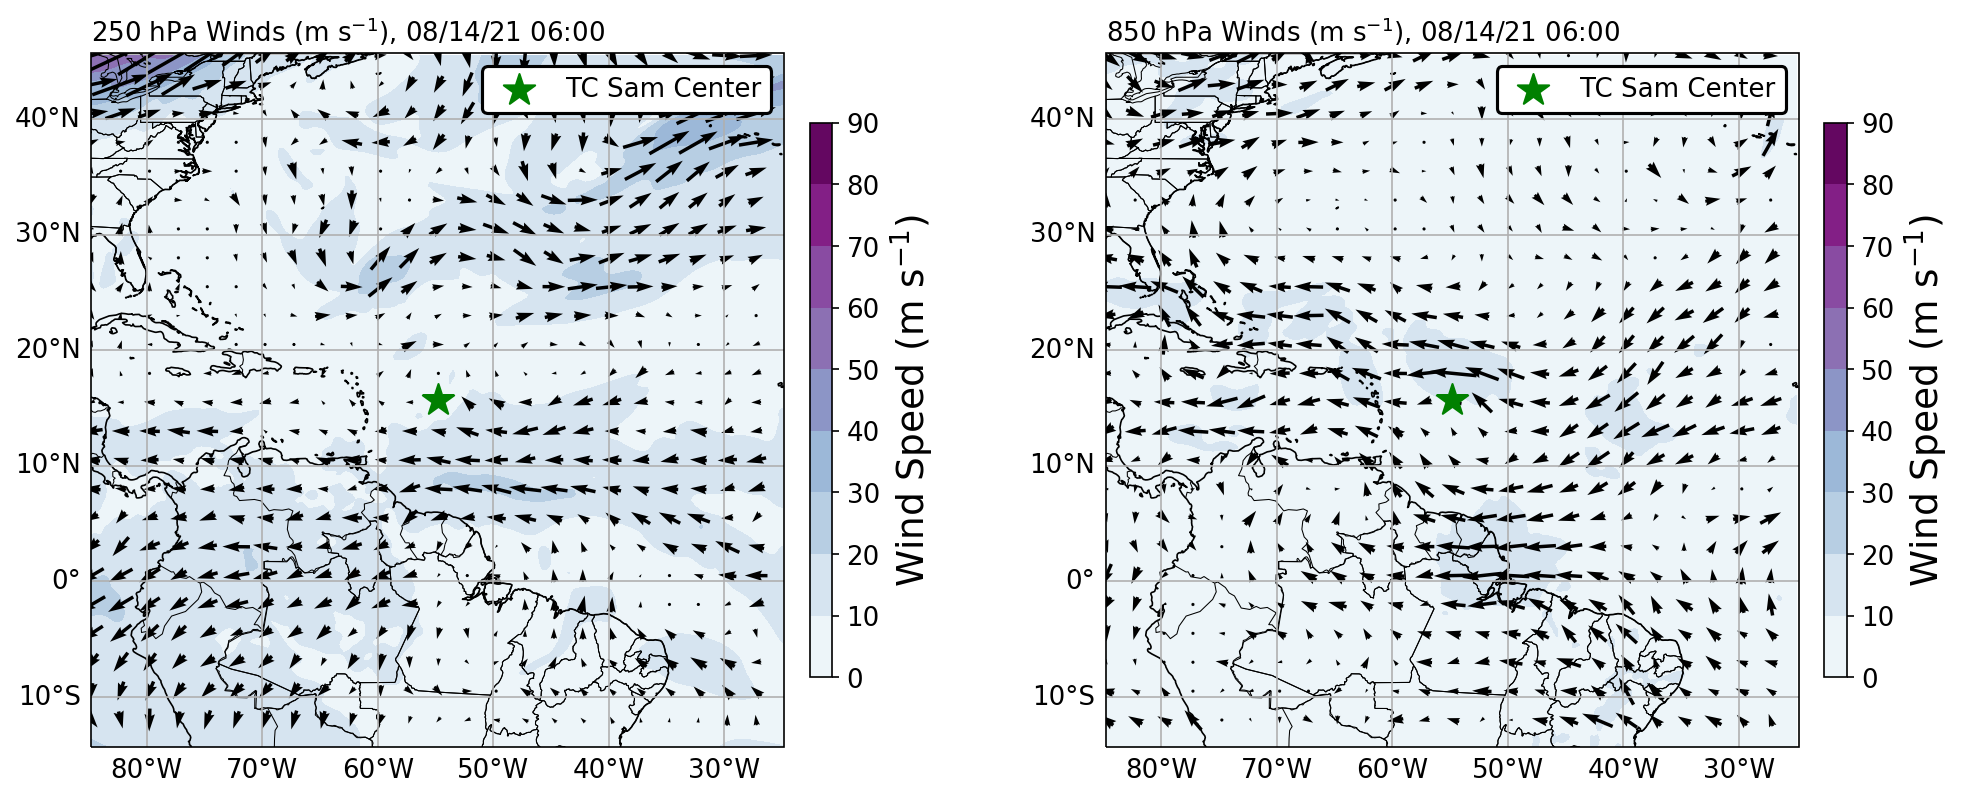 250 hPa Winds (m s⁻¹), 08/14/21 06:00
TC Sam Center
40°N
30°N
20°N
10°N
0°
10°S
80°W 70°W 60°W 50°W 40°W 30°W
90
80
70
60
50
40
30
20
10
0
Wind Speed (m s⁻¹)
850 hPa Winds (m s⁻¹), 08/14/21 06:00
TC Sam Center
40°N
30°N
20°N
10°N
0°
10°S
80°W 70°W 60°W 50°W 40°W 30°W
90
80
70
60
50
40
30
20
10
0
Wind Speed (m s⁻¹)